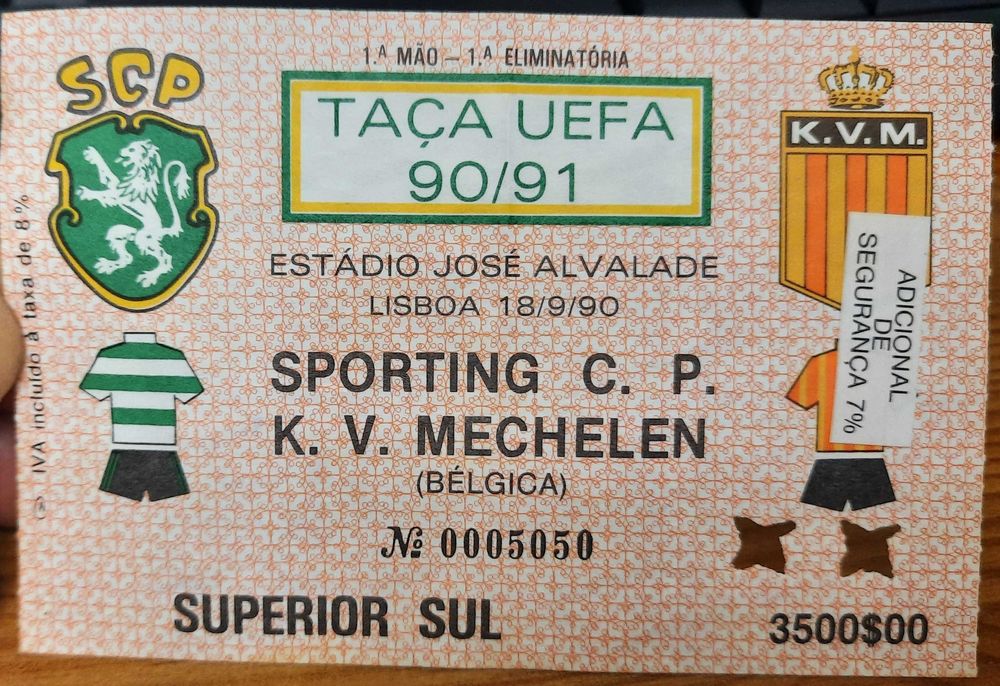 1.ª MÃO – 1.ª ELIMINATÓRIA
SCP
TAÇA UEFA
90/91
K.V.M.
ESTÁDIO JOSÉ ALVALADE
LISBOA 18/9/90
SPORTING C. P.
K. V. MECHELEN
(BÉLGICA)
Nº 0005050
SUPERIOR SUL
3500$00
IVA incluído à taxa de 8%
ADICIONAL
DE
SEGURANÇA 7%